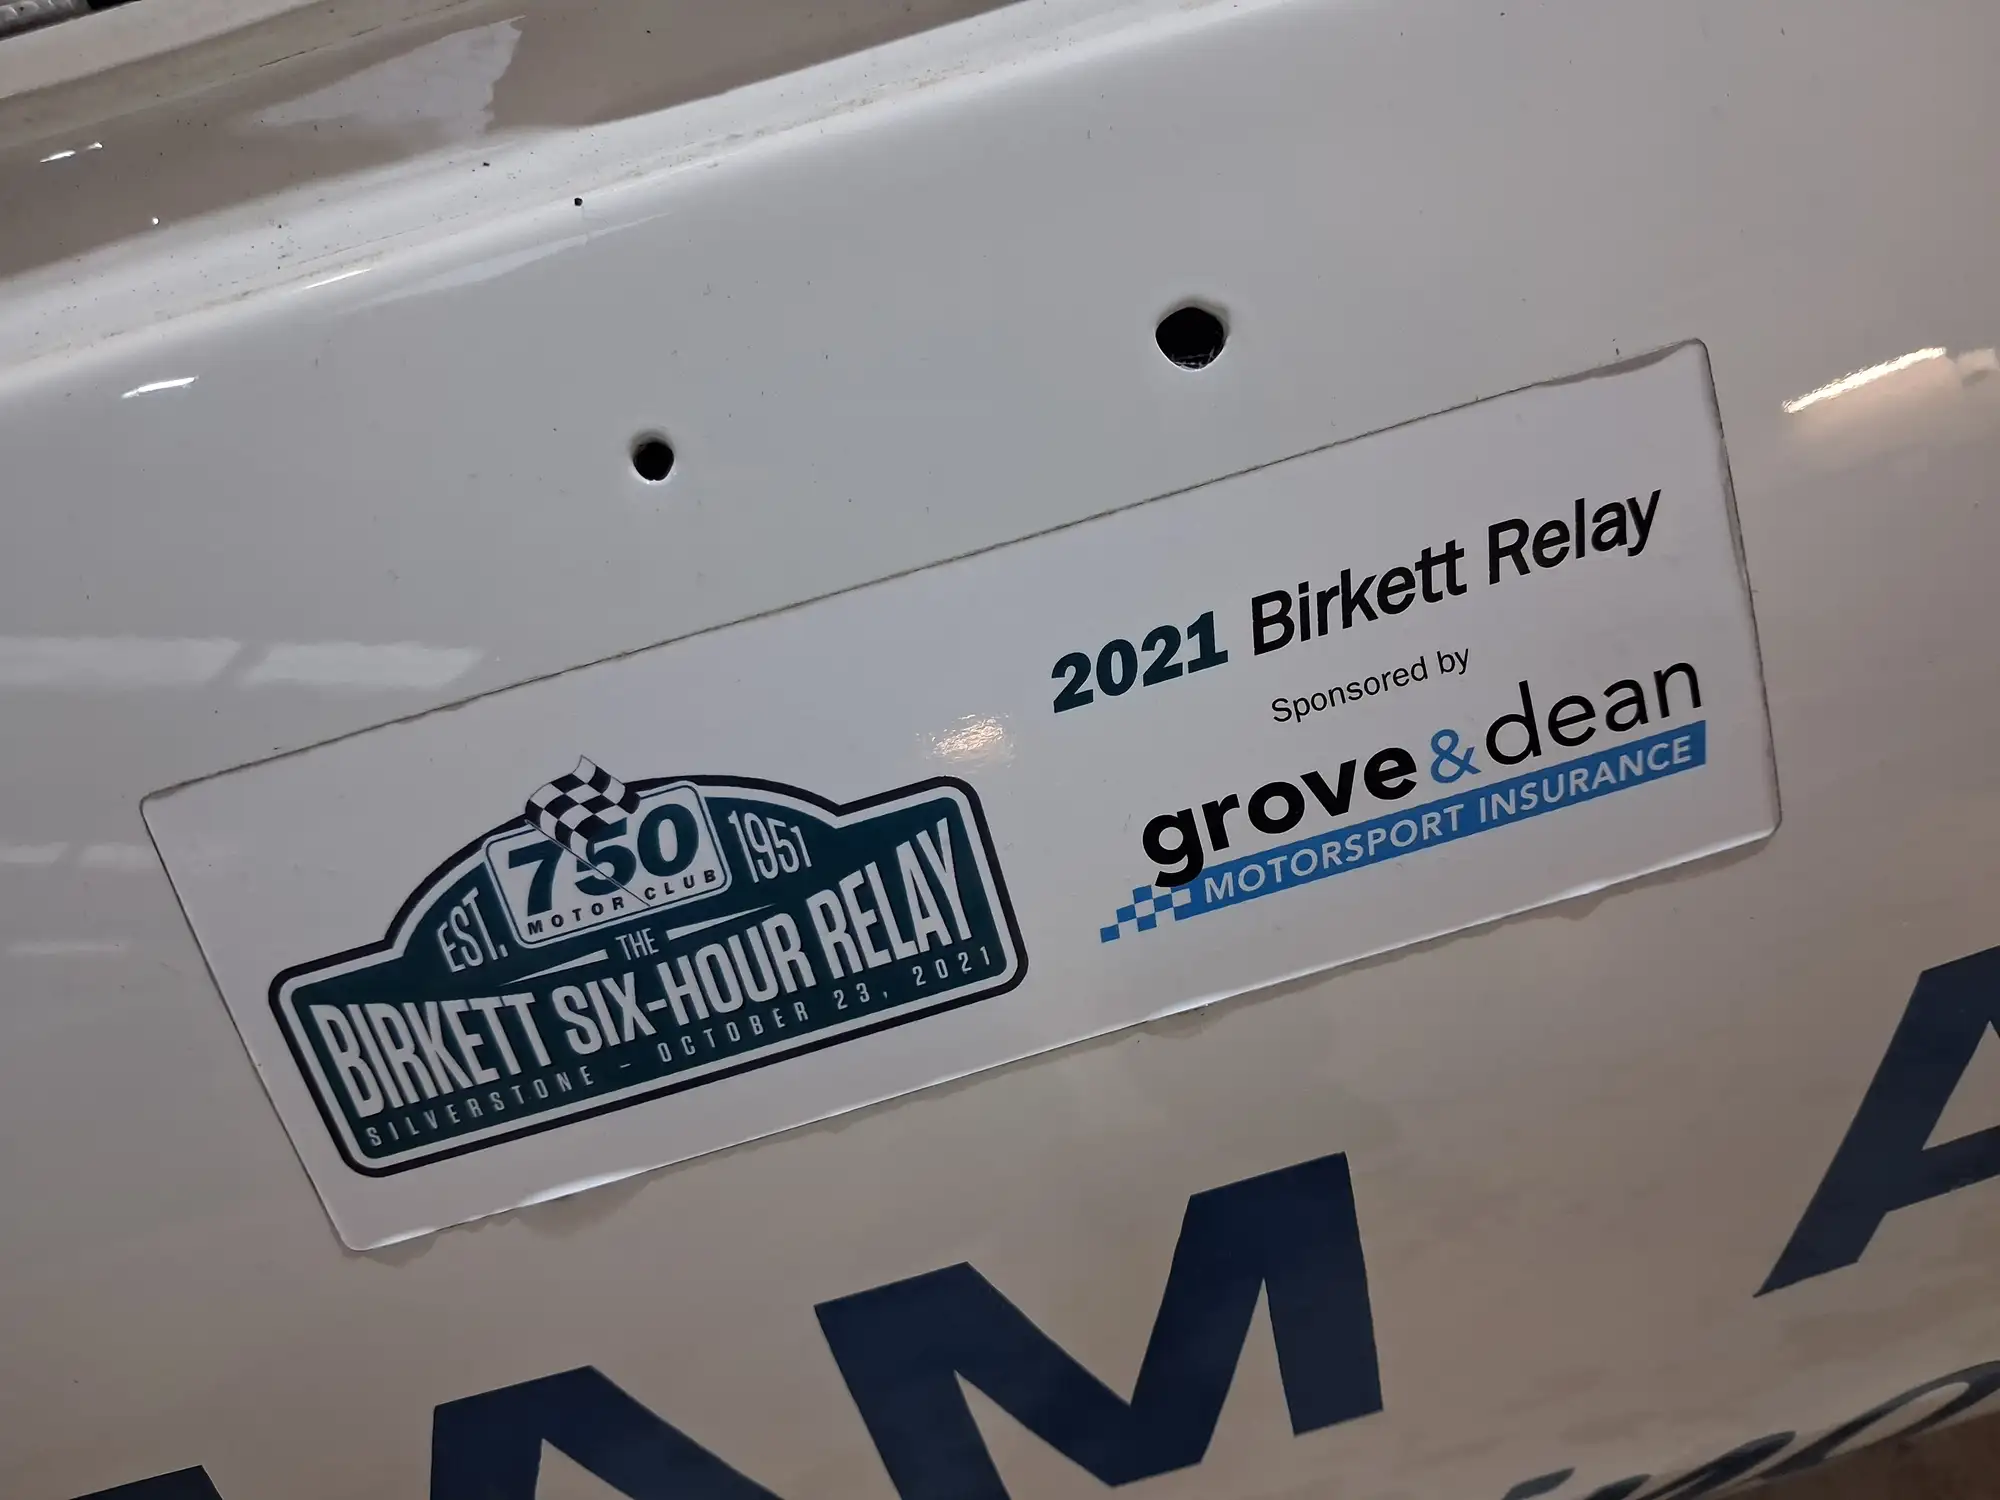 EST. 750 1951
MOTOR CLUB
THE
BIRKETT SIX-HOUR RELAY
SILVERSTONE - OCTOBER 23, 2021
2021 Birkett Relay
Sponsored by
grove & dean
MOTORSPORT INSURANCE
AM A